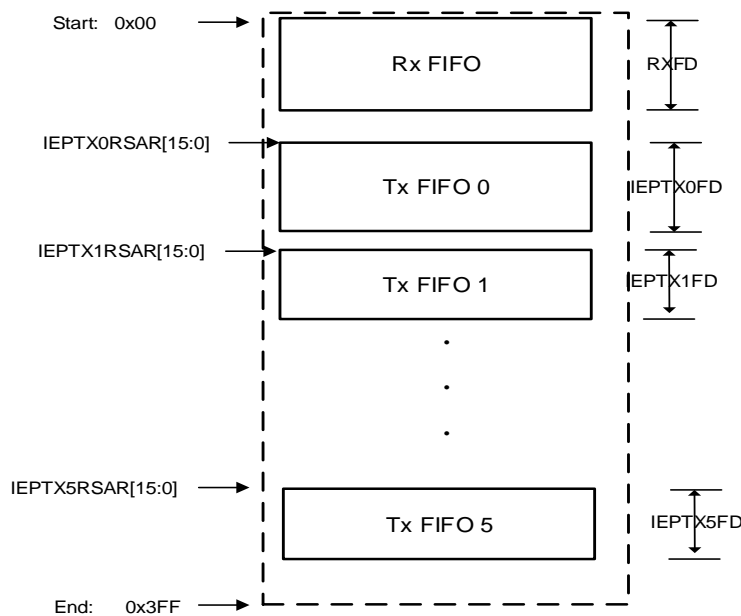 Start: 0x00
Rx FIFO
RXFD
IEPTX0RSAR[15:0]
Tx FIFO 0
IEPTX0FD
IEPTX1RSAR[15:0]
Tx FIFO 1
IEPTX1FD
IEPTX5RSAR[15:0]
Tx FIFO 5
IEPTX5FD
End: 0x3FF